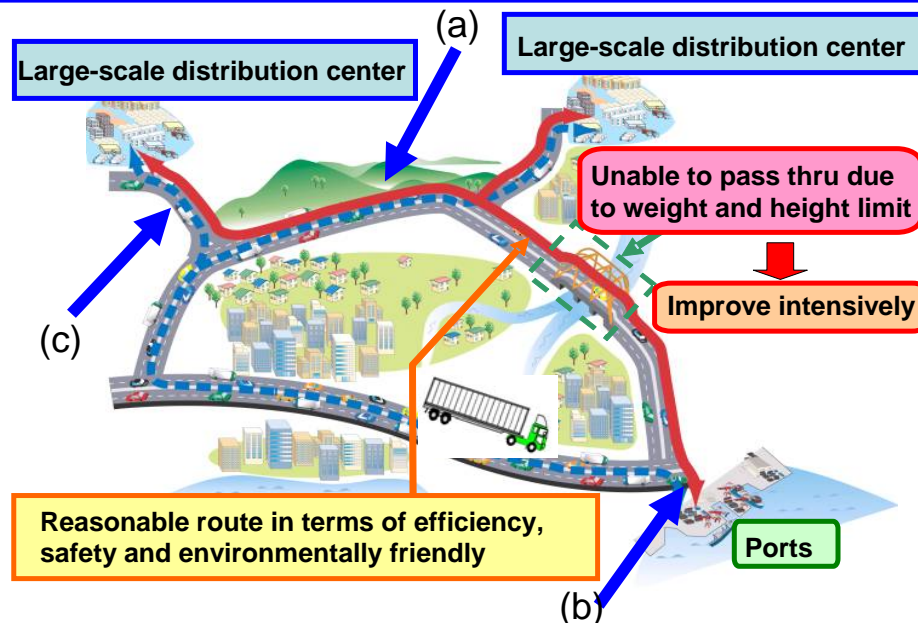 (a)
Large-scale distribution center
Large-scale distribution center
Unable to pass thru due
to weight and height limit
Improve intensively
(c)
Reasonable route in terms of efficiency,
safety and environmentally friendly
Ports
(b)